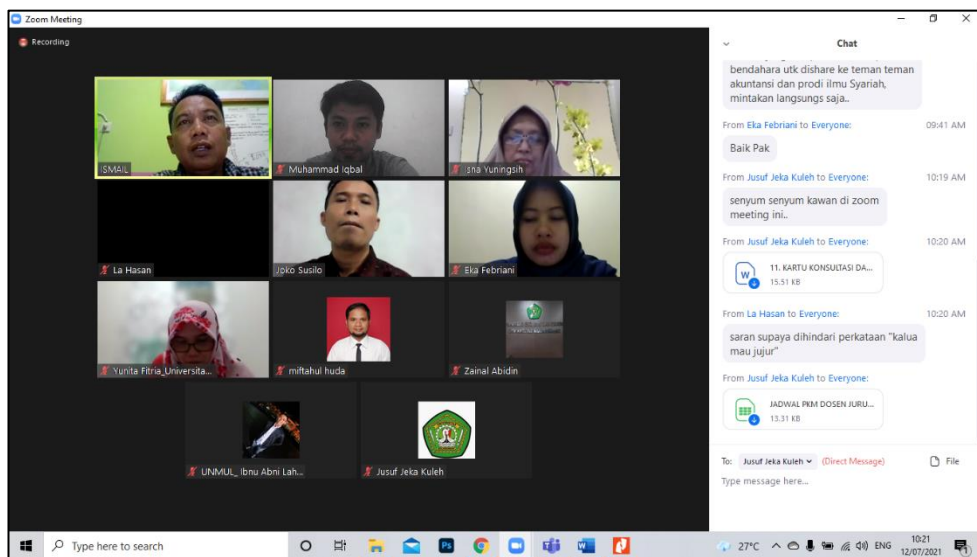 Zoom Meeting
Recording
ISMAIL
Muhammad Iqbal
Isna Yuningsih
La Hasan
Joko Susilo
Eka Febriani
Yunita Fitria_Universita...
miftahul huda
Zainal Abidin
UNMUL_ Ibnu Abni Lah...
Jusuf Jeka Kuleh
Chat
bendahara utk dishare ke teman teman
akuntansi dan prodi ilmu Syariah,
mintakan langsungs saja..
From Eka Febriani to Everyone: 09:41 AM
Baik Pak
From Jusuf Jeka Kuleh to Everyone: 10:19 AM
senyum senyum kawan di zoom
meeting ini..
From Jusuf Jeka Kuleh to Everyone: 10:20 AM
W
11. KARTU KONSULTASI DA...
15.51 KB
From La Hasan to Everyone: 10:20 AM
saran supaya dihindari perkataan "kalua
mau jujur"
From Jusuf Jeka Kuleh to Everyone:
JADWAL PKM DOSEN JURU...
13.31 KB
To: Jusuf Jeka Kuleh (Direct Message) File
Type message here...
Type here to search
Ps
27°C ENG 10:21
12/07/2021